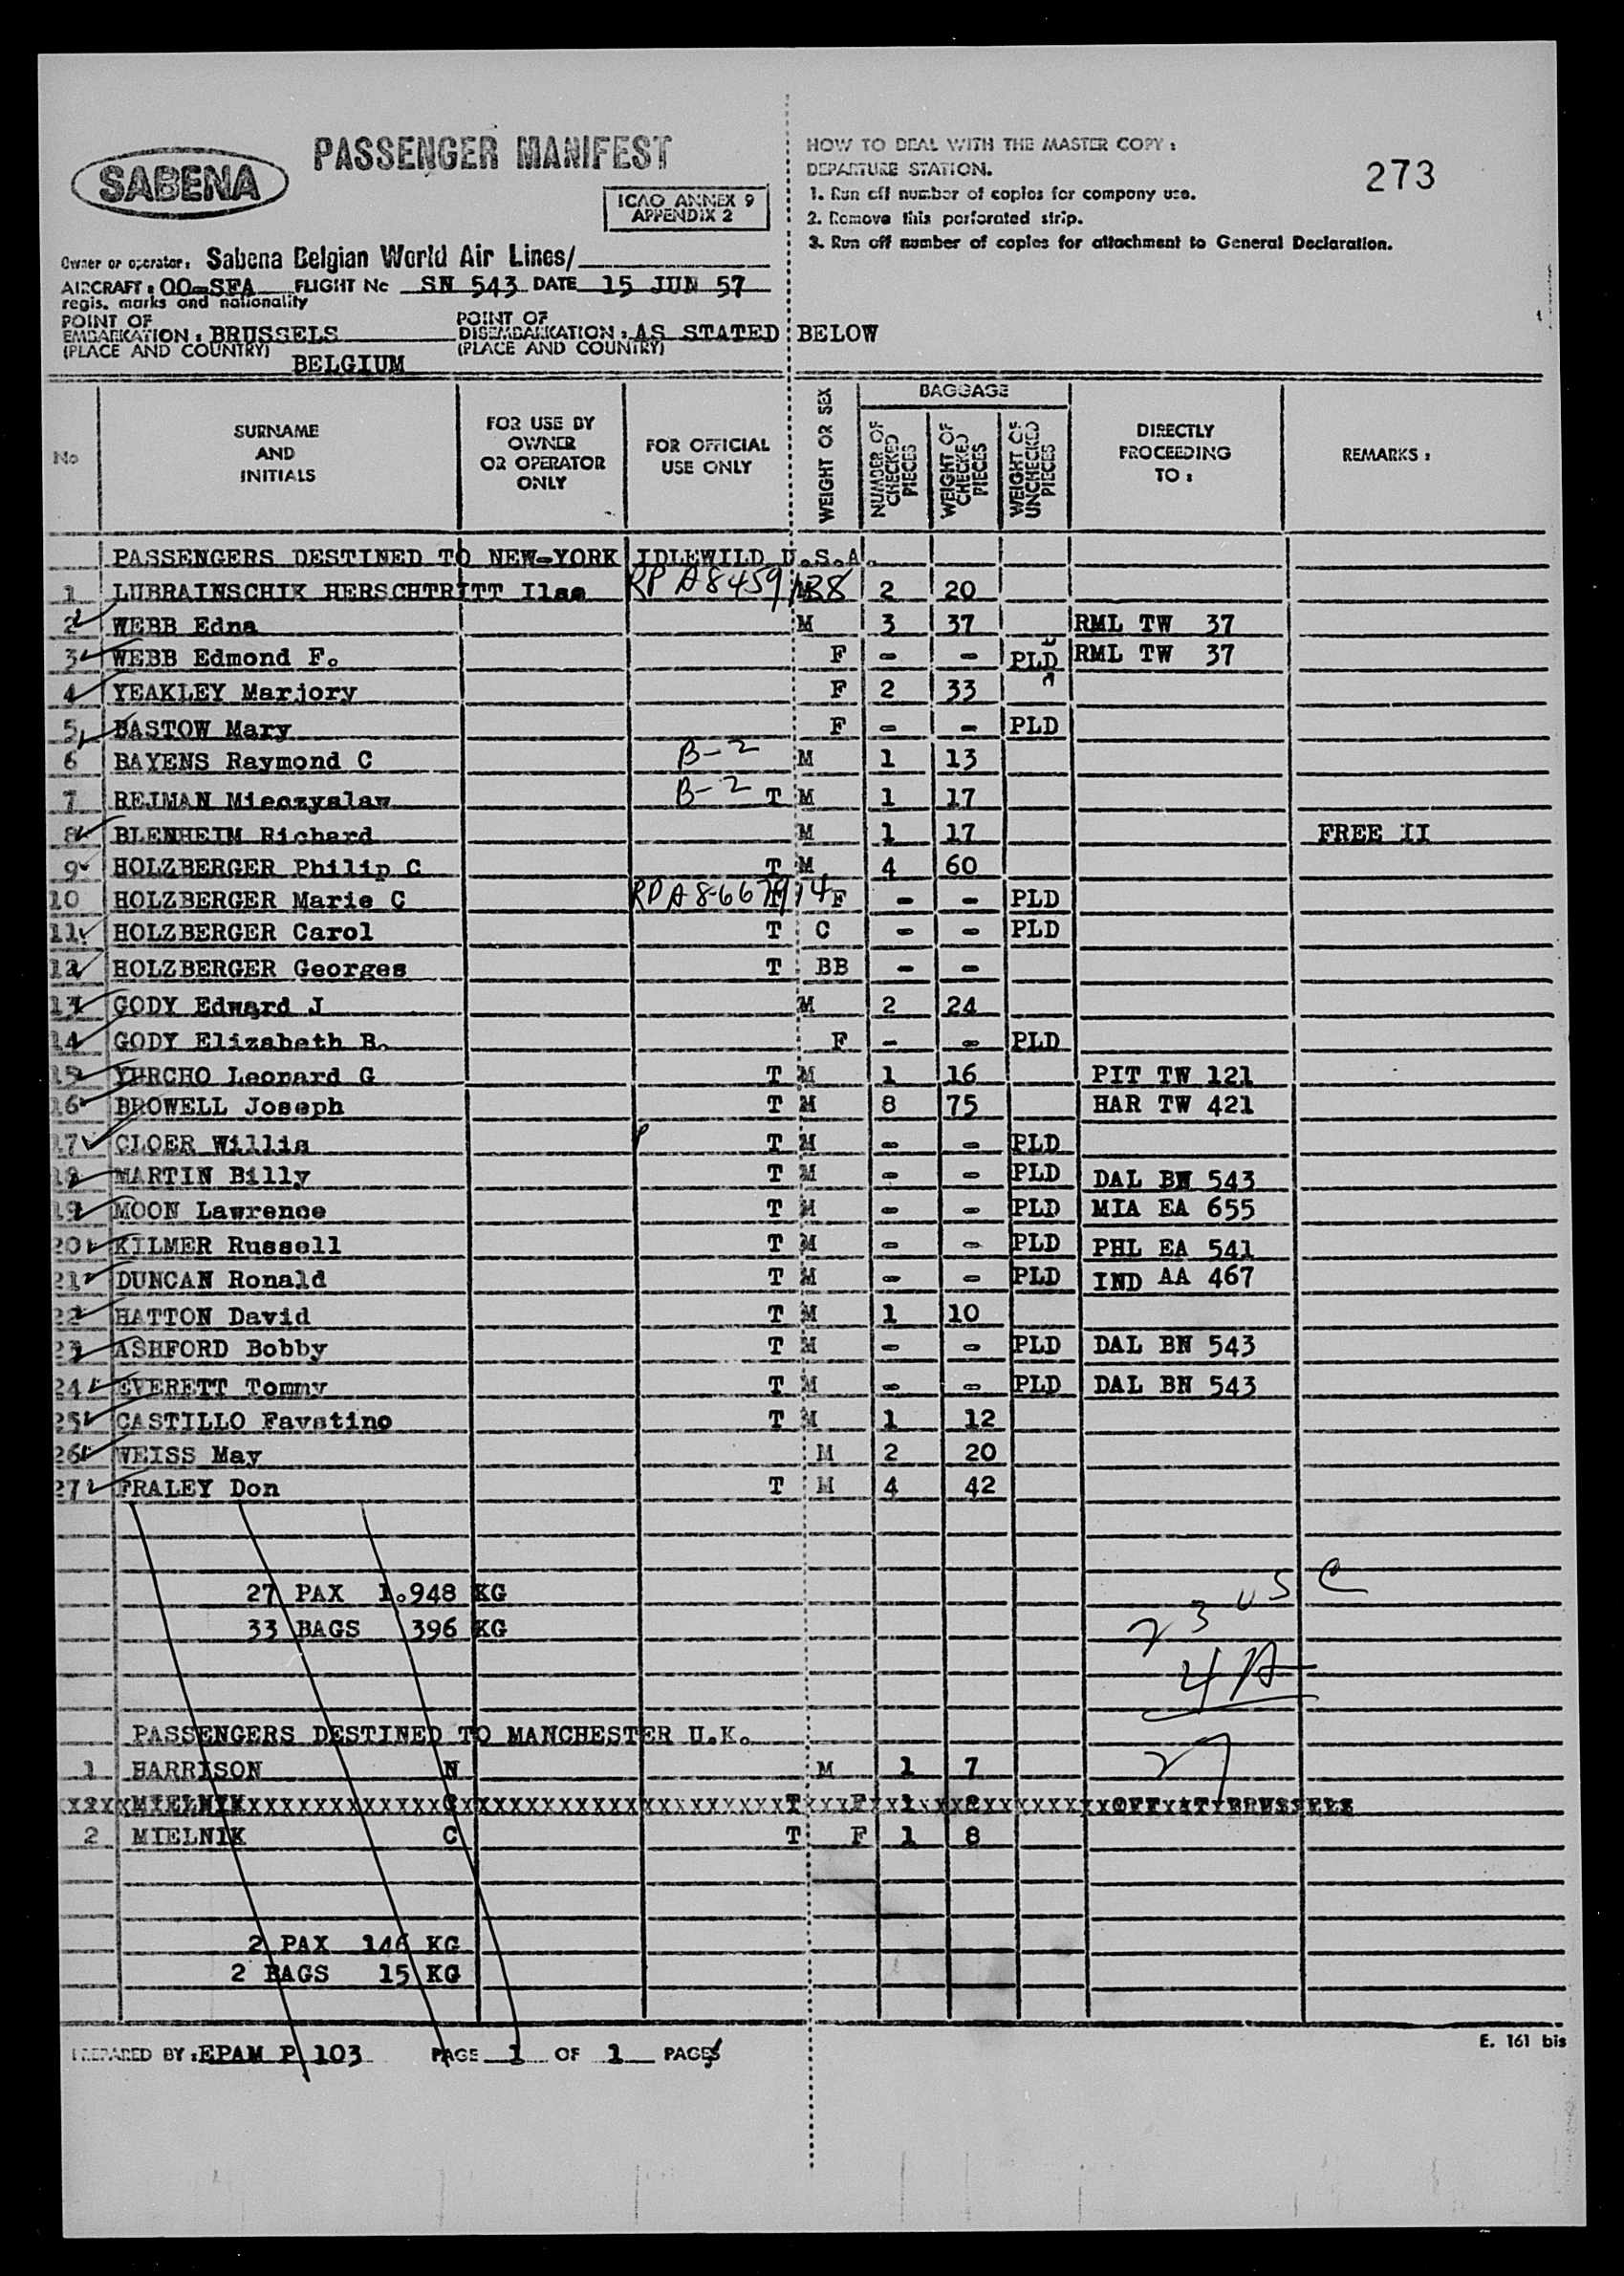 SABENA
PASSENGER MANIFEST
ICAO ANNEX 9
APPENDIX 2
HOW TO DEAL WITH THE MASTER COPY :
DEPARTURE STATION.
1. Run off number of copies for company use.
2. Remove this perforated strip.
3. Run off number of copies for attachment to General Declaration.
273
Owner or operator: Sabena Belgian World Air Lines/
AIRCRAFT : OO-SFA FLIGHT No SN 543 DATE 15 JUN 57
regis. marks and nationality
POINT OF EMBARKATION : BRUSSELS
(PLACE AND COUNTRY) BELGIUM
POINT OF DISEMBARKATION : AS STATED BELOW
(PLACE AND COUNTRY)
No
SURNAME AND INITIALS
FOR USE BY OWNER OR OPERATOR ONLY
FOR OFFICIAL USE ONLY
WEIGHT OR SEX
BAGGAGE
NUMBER OF CHECKED PIECES
WEIGHT OF CHECKED PIECES
WEIGHT OF UNCHECKED PIECES
DIRECTLY PROCEEDING TO :
REMARKS :
PASSENGERS DESTINED TO NEW-YORK IDLEWILD U.S.A.
1 LUBRAINSCHIK HERSCHTRITT Ilse RP A8459138 2 20
2 WEBB Edna M 3 37 RML TW 37
3 WEBB Edmond F. F - - PLD RML TW 37
4 YEAKLEY Marjory F 2 33
5 BASTOW Mary F - - PLD
6 BAYENS Raymond C B-2 M 1 13
7 REJMAN Mieczyslaw B-2 T M 1 17
8 BLENHEIM Richard M 1 17 FREE II
9 HOLZBERGER Philip C T M 4 60
10 HOLZBERGER Marie C RP A8-667914 F - - PLD
11 HOLZBERGER Carol T C - - PLD
12 HOLZBERGER Georges T BB - -
13 GODY Edward J M 2 24
14 GODY Elizabeth B. F - - PLD
15 YURCHO Leonard G T M 1 16 PIT TW 121
16 BROWELL Joseph T M 8 75 HAR TW 421
17 CLOER Willis T M - - PLD
18 MARTIN Billy T M - - PLD DAL BN 543
19 MOON Lawrence T M - - PLD MIA EA 655
20 KILMER Russell T M - - PLD PHL EA 541
21 DUNCAN Ronald T M - - PLD IND AA 467
22 HATTON David T M 1 10
23 ASHFORD Bobby T M - - PLD DAL BN 543
24 EVERETT Tommy T M - - PLD DAL BN 543
25 CASTILLO Favstino T M 1 12
26 WEISS May M 2 20
27 FRALEY Don T M 4 42
27 PAX 1.948 KG
33 BAGS 396 KG
23 USC
4 A
27
PASSENGERS DESTINED TO MANCHESTER U.K.
1 HARRISON N M 1 7
2 MIELNIK C T F 1 8 OFF AT BRUSSELS
2 MIELNIK C T F 1 8
2 PAX 146 KG
2 BAGS 15 KG
PREPARED BY : EPAM P 103 PAGE 1 OF 1 PAGES
E. 161 bis